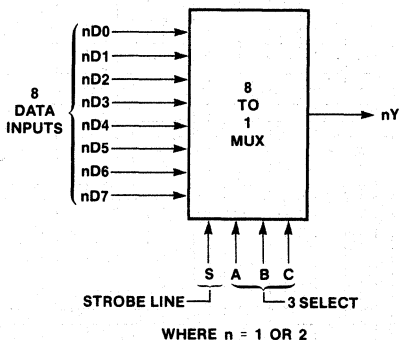 nD0
nD1
nD2
nD3
nD4
nD5
nD6
nD7
8
DATA
INPUTS
8
TO
1
MUX
nY
S A B C
STROBE LINE
3 SELECT
WHERE n = 1 OR 2